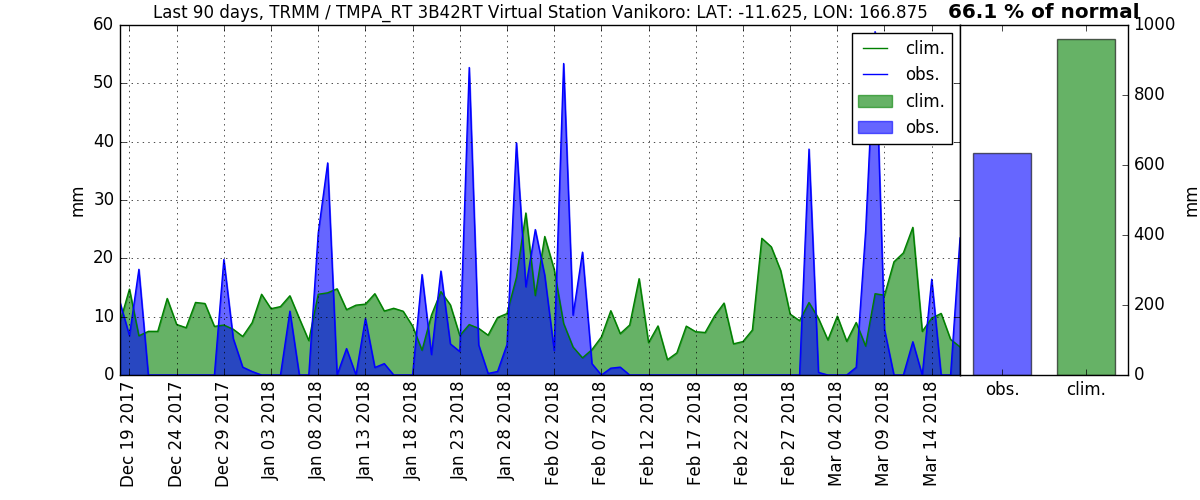 Last 90 days, TRMM / TMPA_RT 3B42RT Virtual Station Vanikoro: LAT: -11.625, LON: 166.875
66.1 % of normal
60
50
40
30
20
10
0
mm
clim.
obs.
clim.
obs.
1000
800
600
400
200
0
mm
Dec 19 2017
Dec 24 2017
Dec 29 2017
Jan 03 2018
Jan 08 2018
Jan 13 2018
Jan 18 2018
Jan 23 2018
Jan 28 2018
Feb 02 2018
Feb 07 2018
Feb 12 2018
Feb 17 2018
Feb 22 2018
Feb 27 2018
Mar 04 2018
Mar 09 2018
Mar 14 2018
obs.
clim.